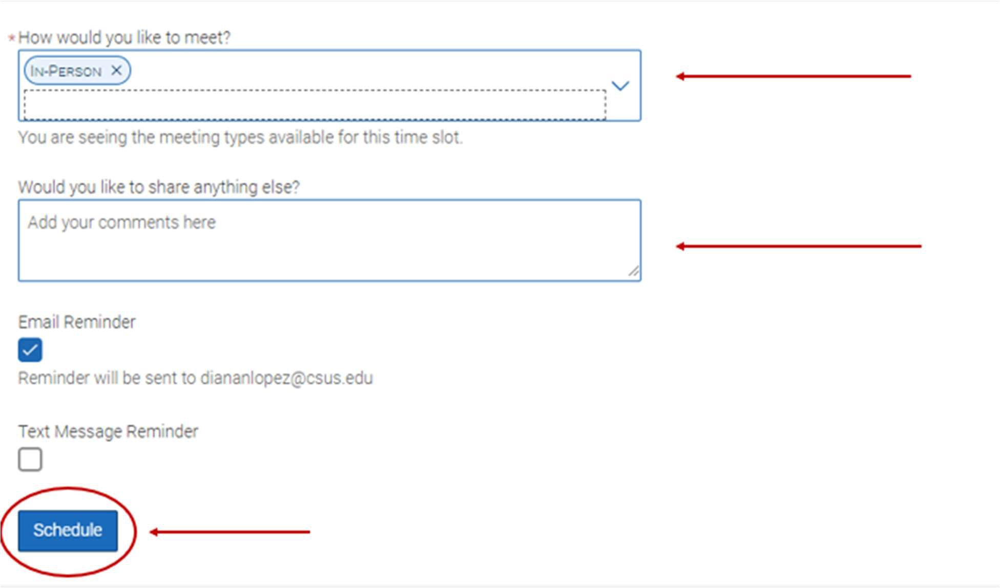 *How would you like to meet?
IN-PERSON
You are seeing the meeting types available for this time slot.
Would you like to share anything else?
Add your comments here
Email Reminder
Reminder will be sent to diananlopez@csus.edu
Text Message Reminder
Schedule